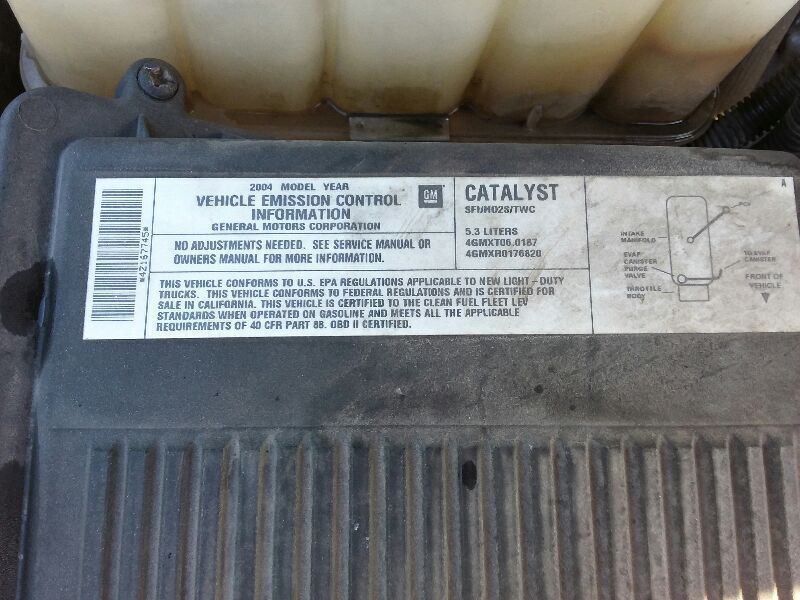 *4Z167745*
2004 MODEL YEAR
VEHICLE EMISSION CONTROL
INFORMATION
GENERAL MOTORS CORPORATION
GM
NO ADJUSTMENTS NEEDED. SEE SERVICE MANUAL OR
OWNERS MANUAL FOR MORE INFORMATION.
CATALYST
SFI/HO2S/TWC
5.3 LITERS
4GMXT06.0187
4GMXR0176820
THIS VEHICLE CONFORMS TO U.S. EPA REGULATIONS APPLICABLE TO NEW LIGHT-DUTY
TRUCKS. THIS VEHICLE CONFORMS TO FEDERAL REGULATIONS AND IS CERTIFIED FOR
SALE IN CALIFORNIA. THIS VEHICLE IS CERTIFIED TO THE CLEAN FUEL FLEET LEV
STANDARDS WHEN OPERATED ON GASOLINE AND MEETS ALL THE APPLICABLE
REQUIREMENTS OF 40 CFR PART 88. OBD II CERTIFIED.
A
PCV
INTAKE
MANIFOLD
EVAP
CANISTER
PURGE
VALVE
THROTTLE
BODY
TO EVAP
CANISTER
FRONT OF
VEHICLE